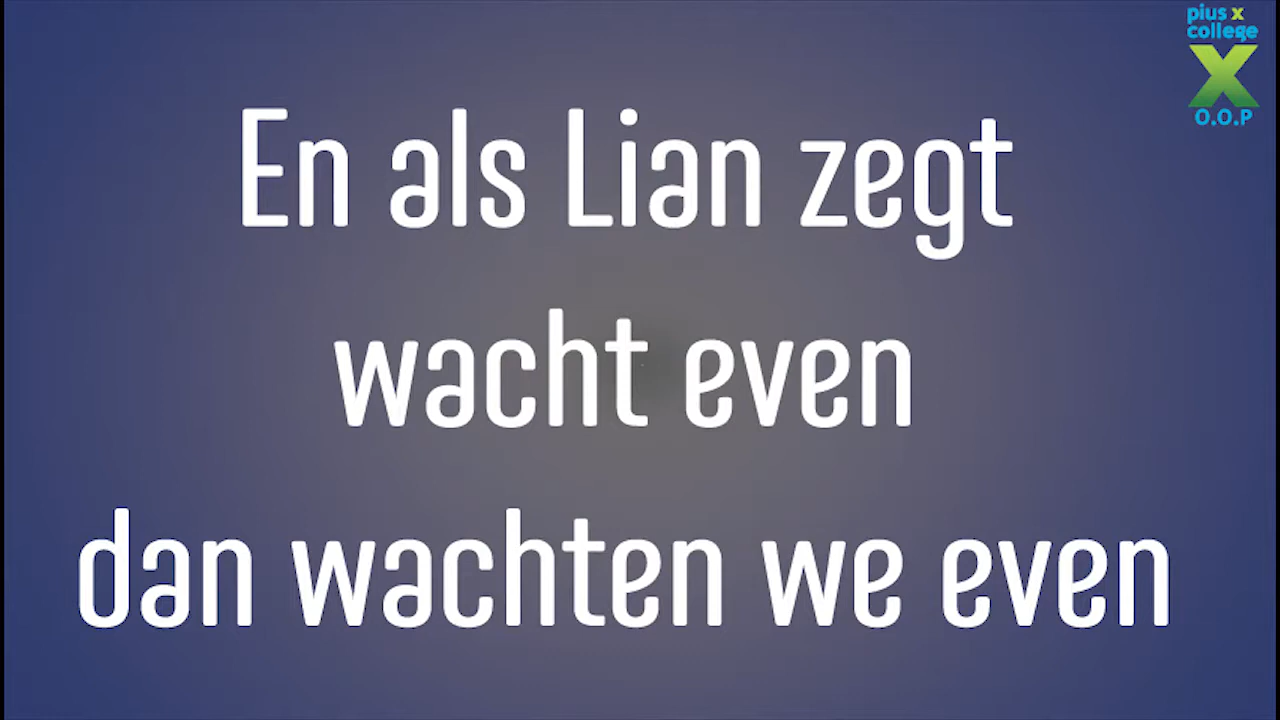 pius x
college
X
O.O.P
En als Lian zegt
wacht even
dan wachten we even